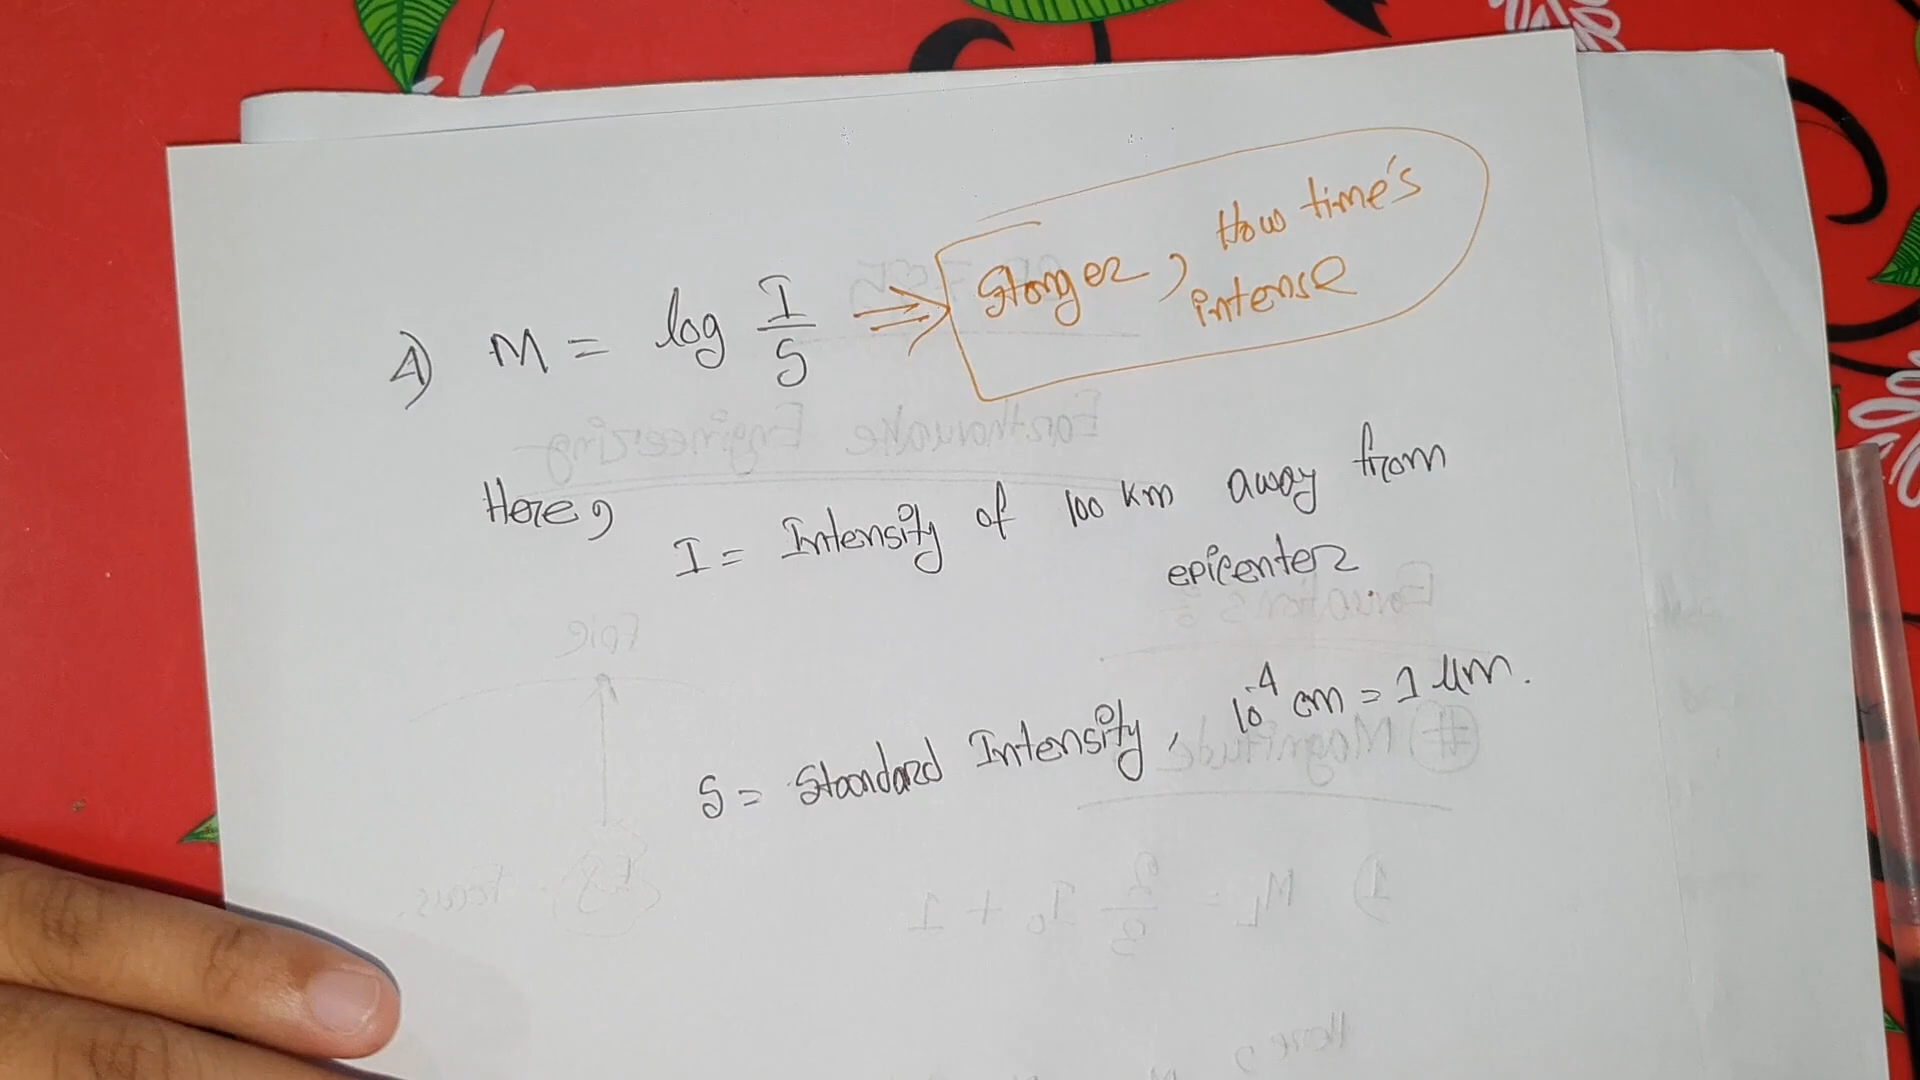 4) M = log I/S ⇒ Stronger, How time's
intense
Here,
I = Intensity of 100 km away from
epicenter
S = Standard Intensity, 10^-4 cm = 1 μm.